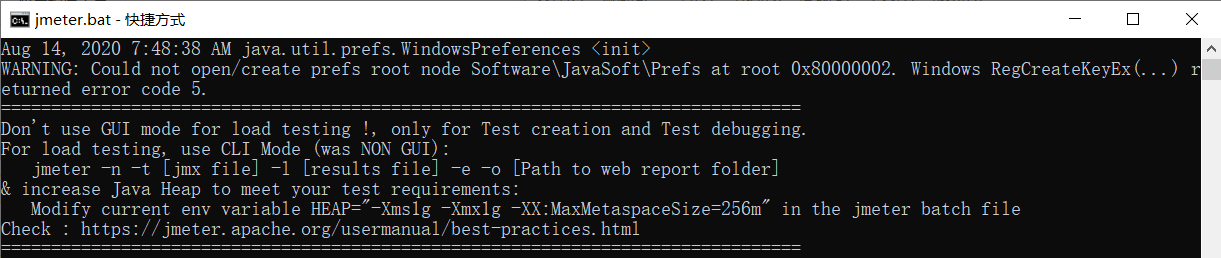 jmeter.bat - 快捷方式
Aug 14, 2020 7:48:38 AM java.util.prefs.WindowsPreferences <init>
WARNING: Could not open/create prefs root node Software\JavaSoft\Prefs at root 0x80000002. Windows RegCreateKeyEx(...) r
eturned error code 5.
================================================================================
Don't use GUI mode for load testing !, only for Test creation and Test debugging.
For load testing, use CLI Mode (was NON GUI):
   jmeter -n -t [jmx file] -l [results file] -e -o [Path to web report folder]
& increase Java Heap to meet your test requirements:
   Modify current env variable HEAP="-Xms1g -Xmx1g -XX:MaxMetaspaceSize=256m" in the jmeter batch file
Check : https://jmeter.apache.org/usermanual/best-practices.html
================================================================================